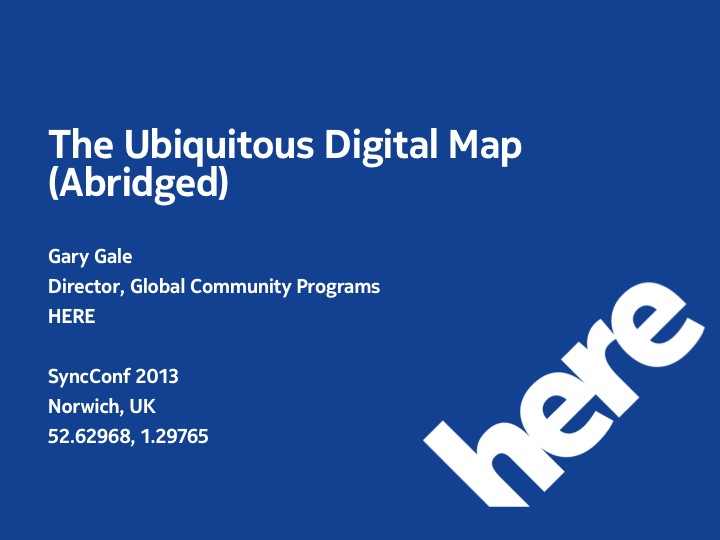 The Ubiquitous Digital Map
(Abridged)
Gary Gale
Director, Global Community Programs
HERE
SyncConf 2013
Norwich, UK
52.62968, 1.29765
here